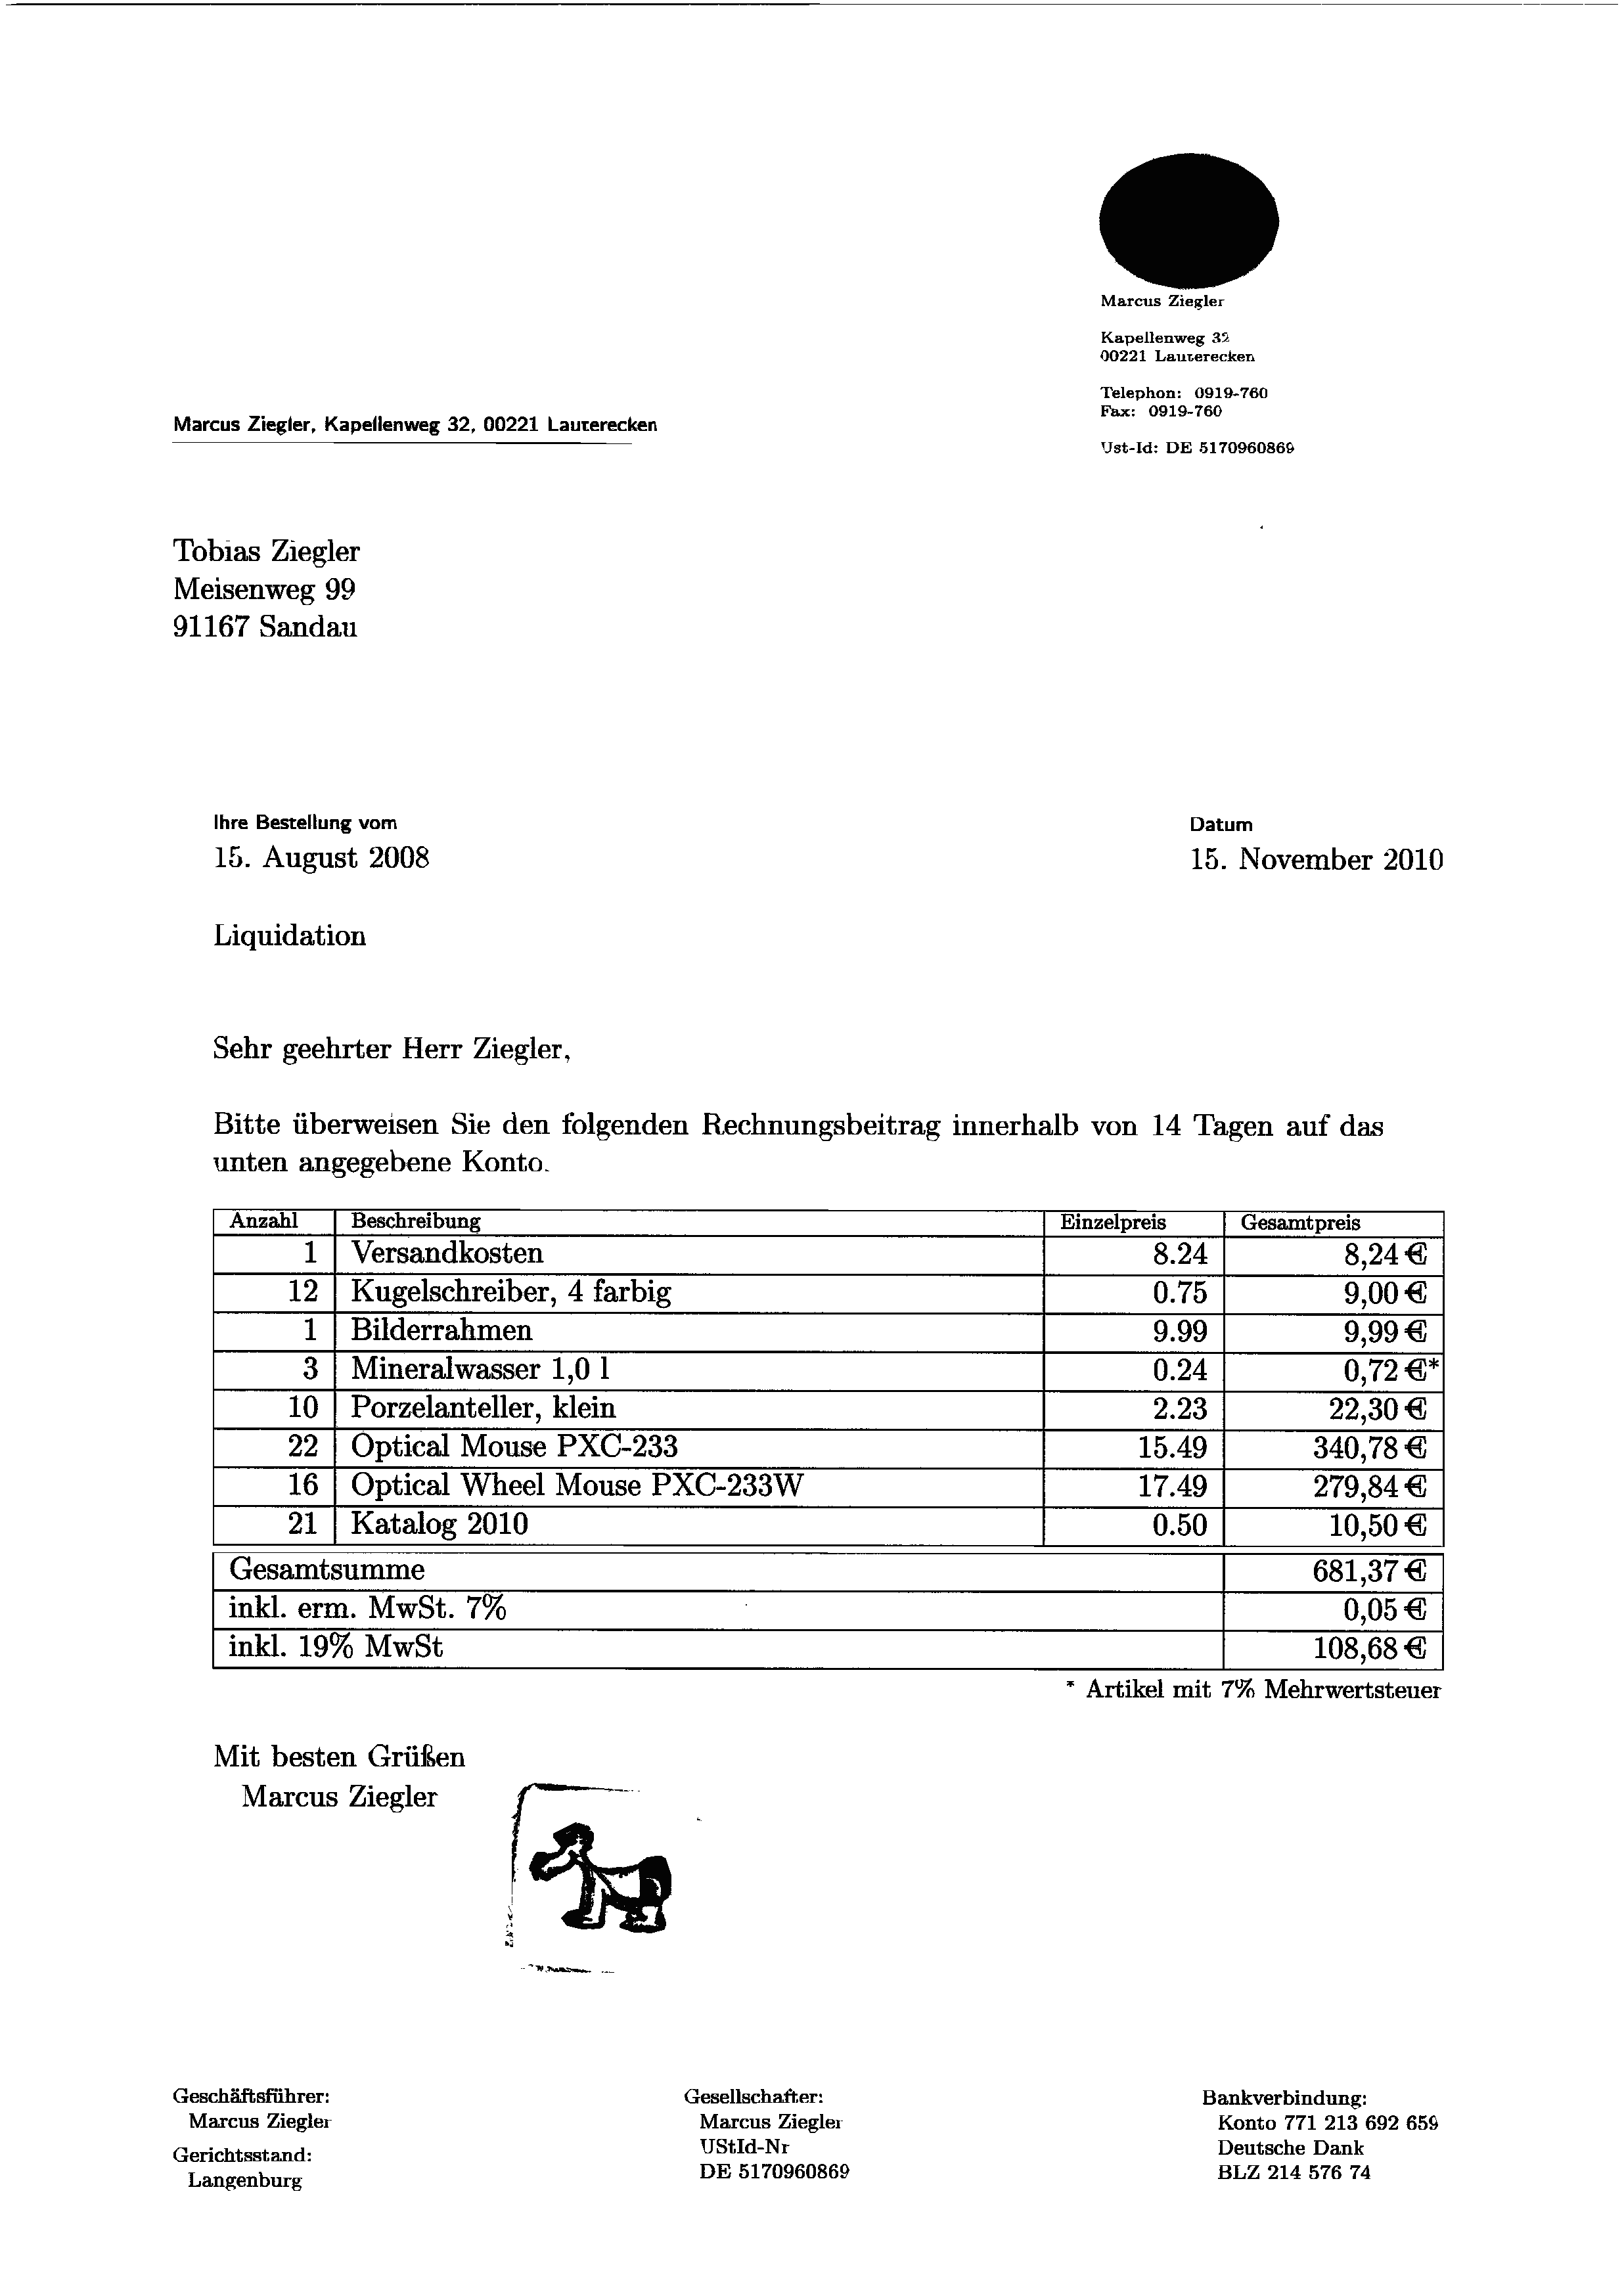 Marcus Ziegler
Kapellenweg 32
00221 Lauterecken
Telephon: 0919-760
Fax: 0919-760
Ust-Id: DE 5170960869
Marcus Ziegler, Kapellenweg 32, 00221 Lauterecken
Tobias Ziegler
Meisenweg 99
91167 Sandau
Ihre Bestellung vom Datum
15. August 2008 15. November 2010
Liquidation
Sehr geehrter Herr Ziegler,
Bitte überweisen Sie den folgenden Rechnungsbeitrag innerhalb von 14 Tagen auf das
unten angegebene Konto.
Anzahl Beschreibung Einzelpreis Gesamtpreis
1 Versandkosten 8.24 8,24 €
12 Kugelschreiber, 4 farbig 0.75 9,00 €
1 Bilderrahmen 9.99 9,99 €
3 Mineralwasser 1,0 l 0.24 0,72 €*
10 Porzelanteller, klein 2.23 22,30 €
22 Optical Mouse PXC-233 15.49 340,78 €
16 Optical Wheel Mouse PXC-233W 17.49 279,84 €
21 Katalog 2010 0.50 10,50 €
Gesamtsumme 681,37 €
inkl. erm. MwSt. 7% 0,05 €
inkl. 19% MwSt 108,68 €
* Artikel mit 7% Mehrwertsteuer
Mit besten Grüßen
Marcus Ziegler
Geschäftsführer:
Marcus Ziegler
Gerichtsstand:
Langenburg
Gesellschafter:
Marcus Ziegler
UStId-Nr
DE 5170960869
Bankverbindung:
Konto 771 213 692 659
Deutsche Dank
BLZ 214 576 74